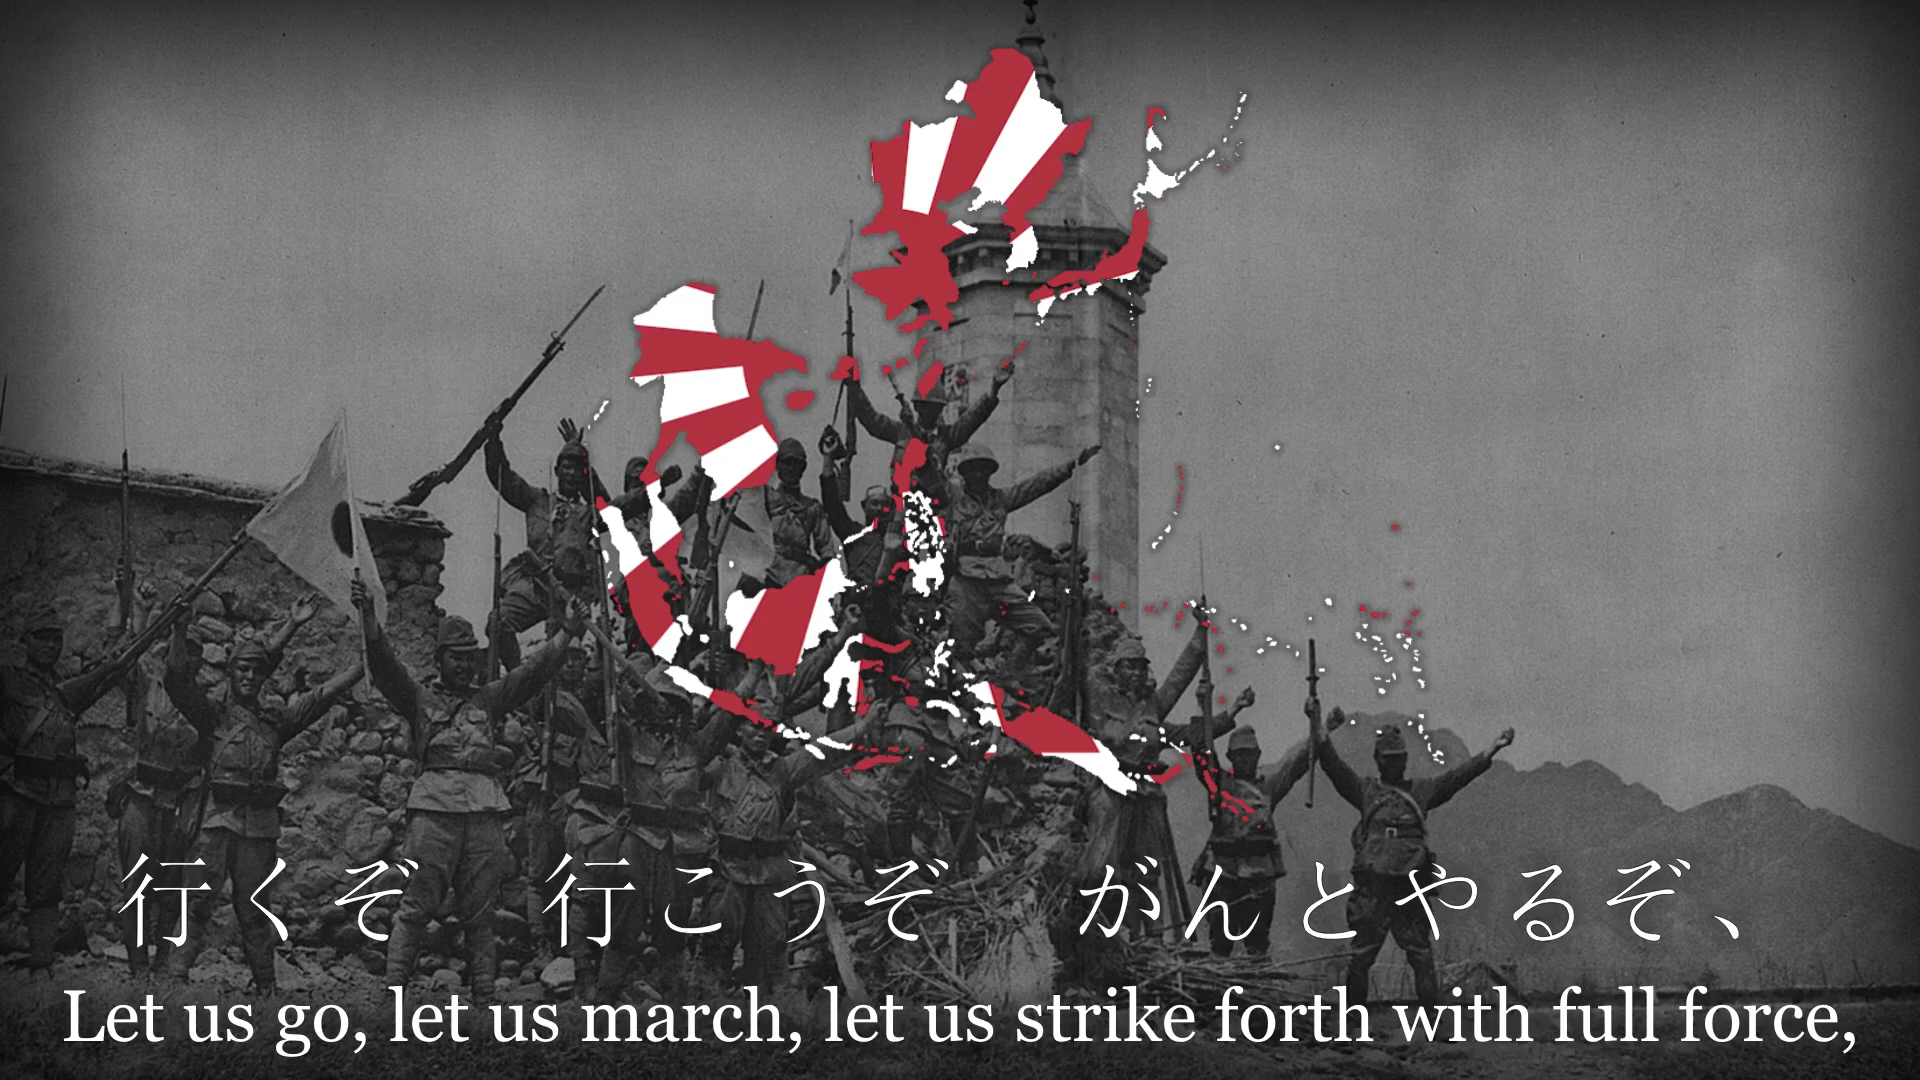 行くぞ　行こうぞ　がんとやるぞ、
Let us go, let us march, let us strike forth with full force,